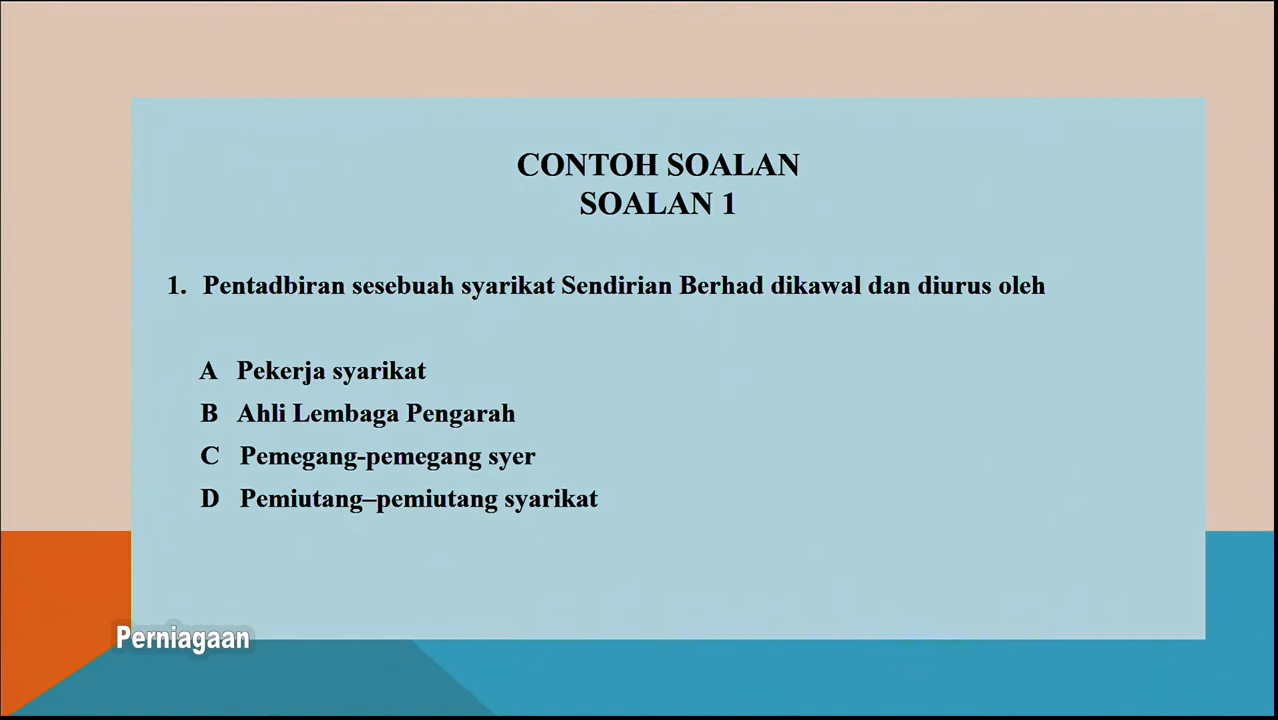 CONTOH SOALAN
SOALAN 1
1. Pentadbiran sesebuah syarikat Sendirian Berhad dikawal dan diurus oleh
A Pekerja syarikat
B Ahli Lembaga Pengarah
C Pemegang-pemegang syer
D Pemiutang–pemiutang syarikat
Perniagaan